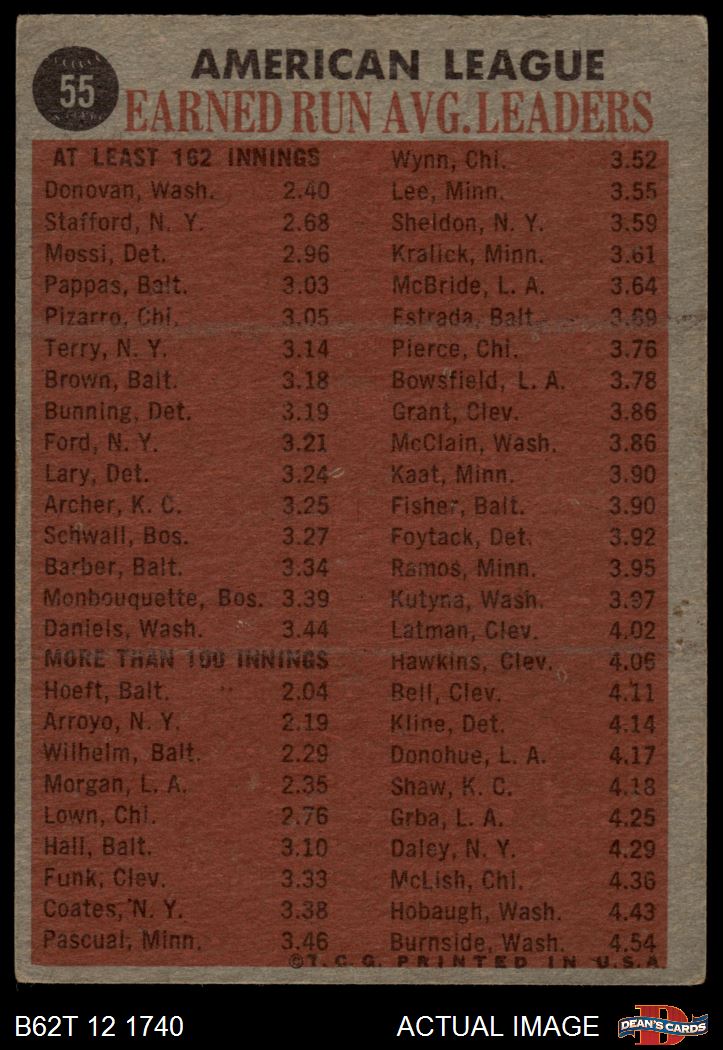 55
AMERICAN LEAGUE
EARNED RUN AVG. LEADERS
AT LEAST 162 INNINGS
Donovan, Wash. 2.40
Stafford, N. Y. 2.68
Mossi, Det. 2.96
Pappas, Balt. 3.03
Pizarro, Chi. 3.05
Terry, N. Y. 3.14
Brown, Balt. 3.18
Bunning, Det. 3.19
Ford, N. Y. 3.21
Lary, Det. 3.24
Archer, K. C. 3.25
Schwall, Bos. 3.27
Barber, Balt. 3.34
Monbouquette, Bos. 3.39
Daniels, Wash. 3.44
MORE THAN 100 INNINGS
Hoeft, Balt. 2.04
Arroyo, N. Y. 2.19
Wilhelm, Balt. 2.29
Morgan, L. A. 2.35
Lown, Chi. 2.76
Hall, Balt. 3.10
Funk, Clev. 3.33
Coates, N. Y. 3.38
Pascual, Minn. 3.46
Wynn, Chi. 3.52
Lee, Minn. 3.55
Sheldon, N. Y. 3.59
Kralick, Minn. 3.61
McBride, L. A. 3.64
Estrada, Balt. 3.69
Pierce, Chi. 3.76
Bowsfield, L. A. 3.78
Grant, Clev. 3.86
McClain, Wash. 3.86
Kaat, Minn. 3.90
Fisher, Balt. 3.90
Foytack, Det. 3.92
Ramos, Minn. 3.95
Kutyna, Wash. 3.97
Latman, Clev. 4.02
Hawkins, Clev. 4.06
Bell, Clev. 4.11
Kline, Det. 4.14
Donohue, L. A. 4.17
Shaw, K. C. 4.18
Grba, L. A. 4.25
Daley, N. Y. 4.29
McLish, Chi. 4.36
Hobaugh, Wash. 4.43
Burnside, Wash. 4.54
©T. C. G. PRINTED IN U.S.A.
B62T 12 1740
ACTUAL IMAGE
D
DEAN'S CARDS